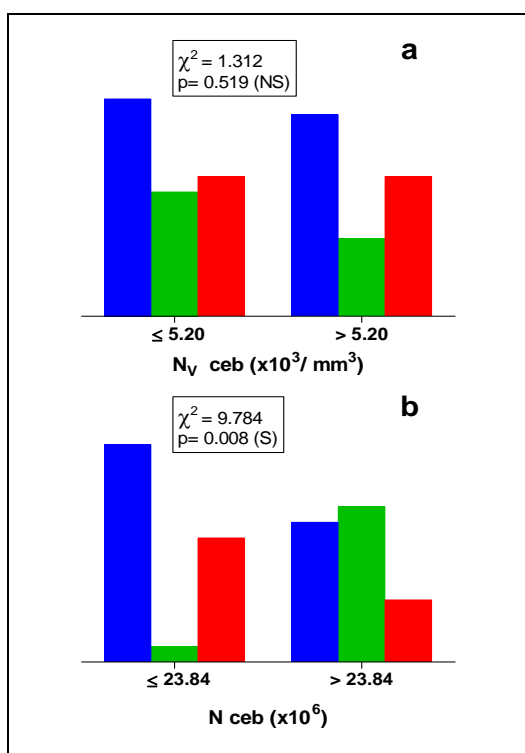 a
χ² = 1.312
p= 0.519 (NS)
≤ 5.20 > 5.20
N_V ceb (x10³/ mm³)
b
χ² = 9.784
p= 0.008 (S)
≤ 23.84 > 23.84
N ceb (x10⁶)